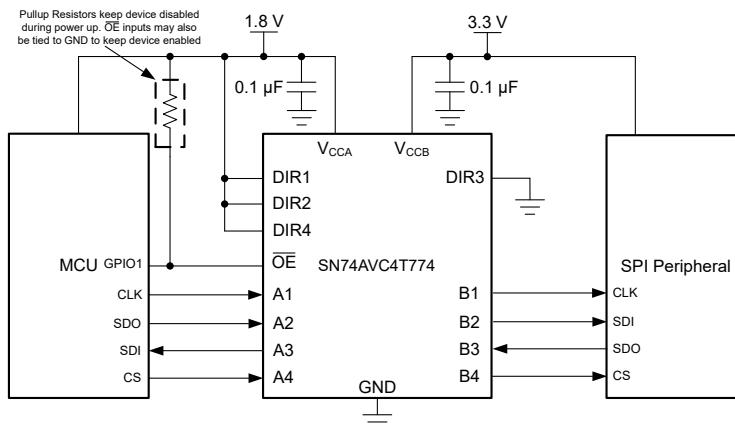 Pullup Resistors keep device disabled
during power up. OE inputs may also
be tied to GND to keep device enabled
1.8 V
3.3 V
0.1 µF
0.1 µF
VCCA
VCCB
DIR1
DIR2
DIR4
DIR3
MCU
GPIO1
OE
SN74AVC4T774
SPI Peripheral
CLK
A1
B1
CLK
SDO
A2
B2
SDI
SDI
A3
B3
SDO
CS
A4
B4
CS
GND